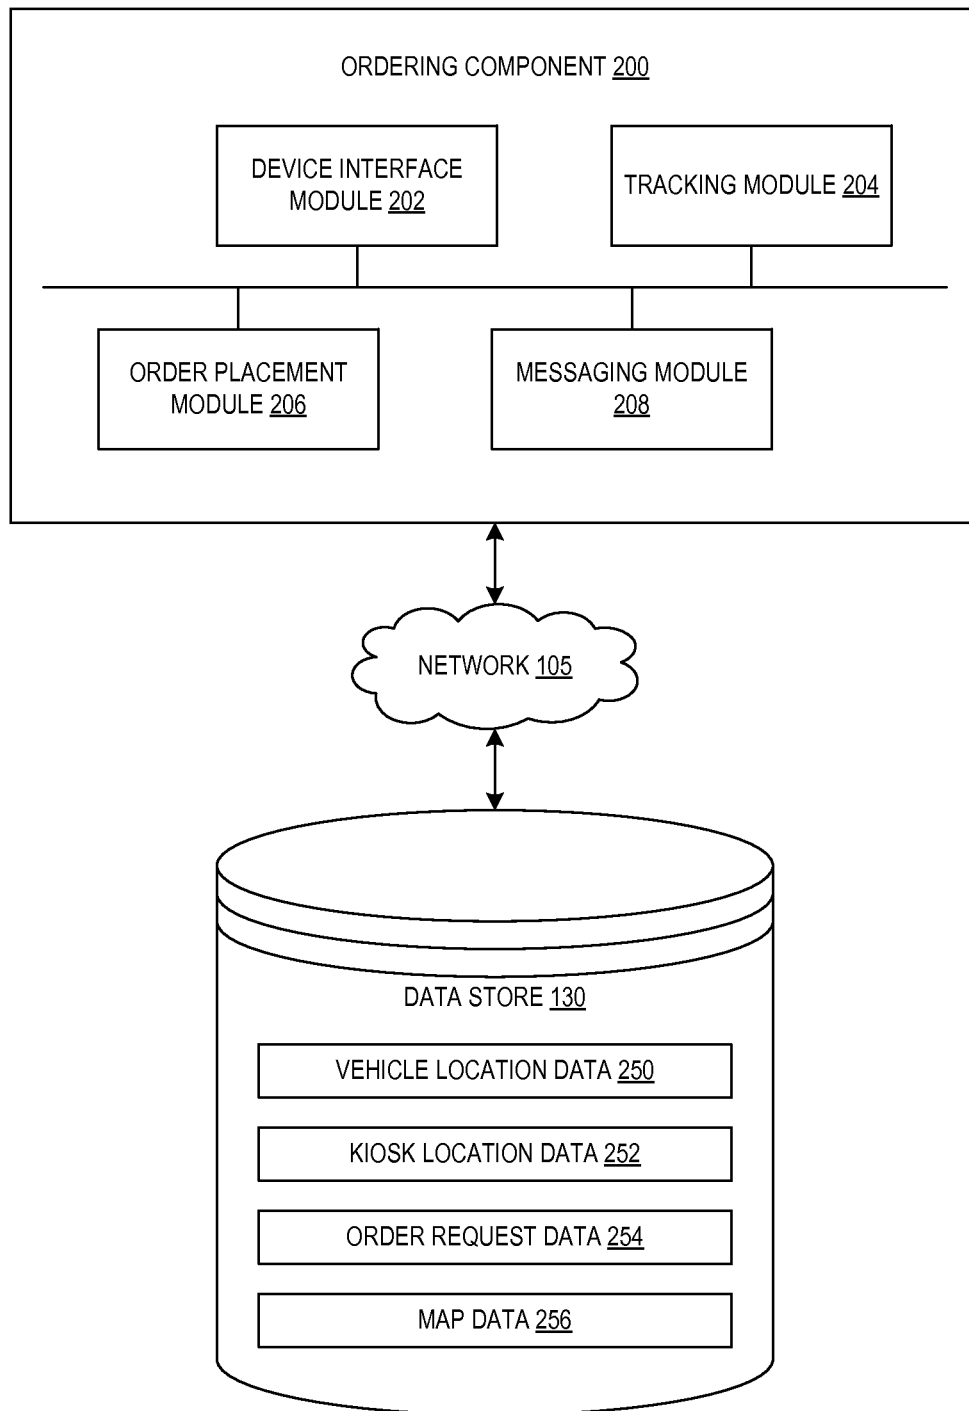 ORDERING COMPONENT 200
DEVICE INTERFACE
MODULE 202
TRACKING MODULE 204
ORDER PLACEMENT
MODULE 206
MESSAGING MODULE
208
NETWORK 105
DATA STORE 130
VEHICLE LOCATION DATA 250
KIOSK LOCATION DATA 252
ORDER REQUEST DATA 254
MAP DATA 256